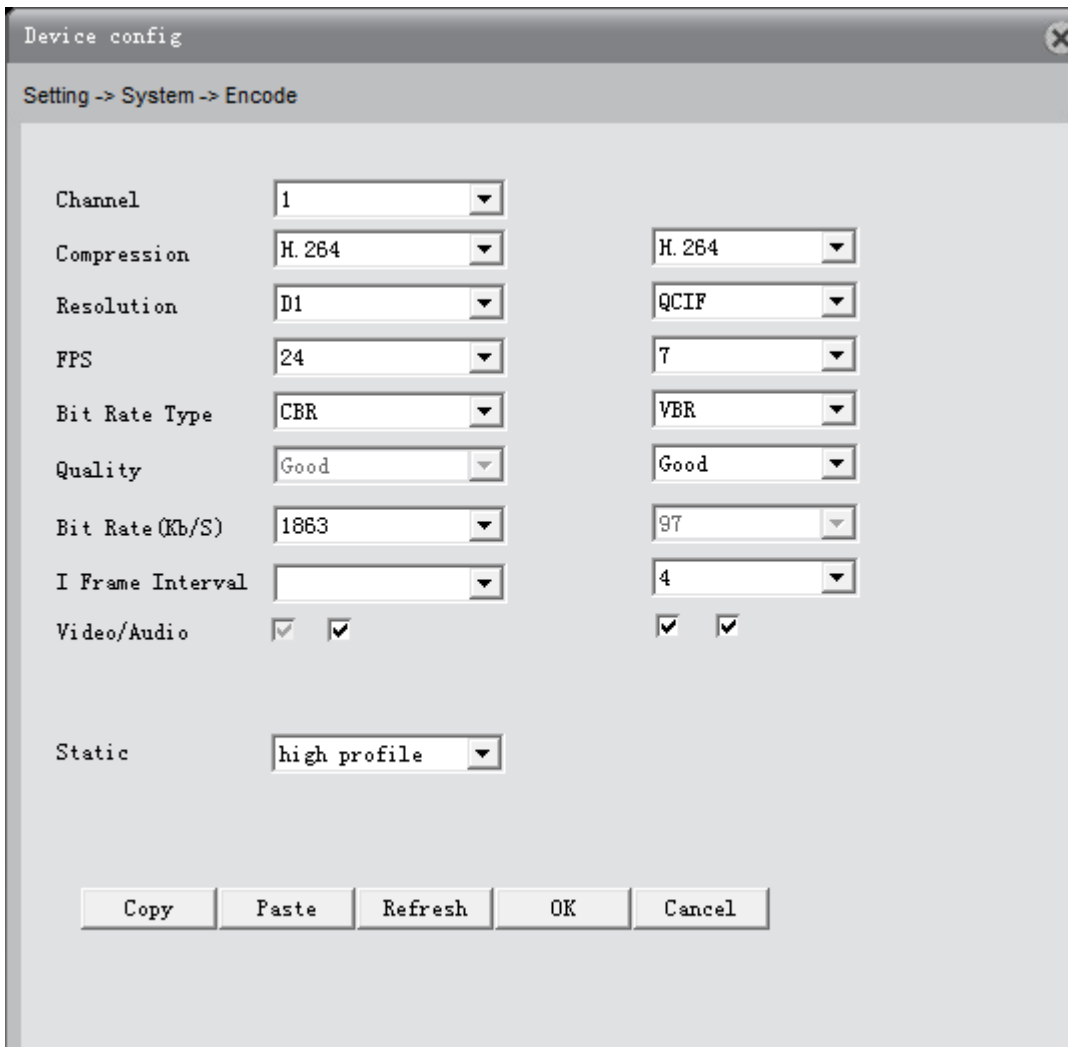 Device config
Setting -> System -> Encode
Channel 1
Compression H.264 H.264
Resolution D1 QCIF
FPS 24 7
Bit Rate Type CBR VBR
Quality Good Good
Bit Rate(Kb/S) 1863 97
I Frame Interval 4
Video/Audio
Static high profile
Copy Paste Refresh OK Cancel